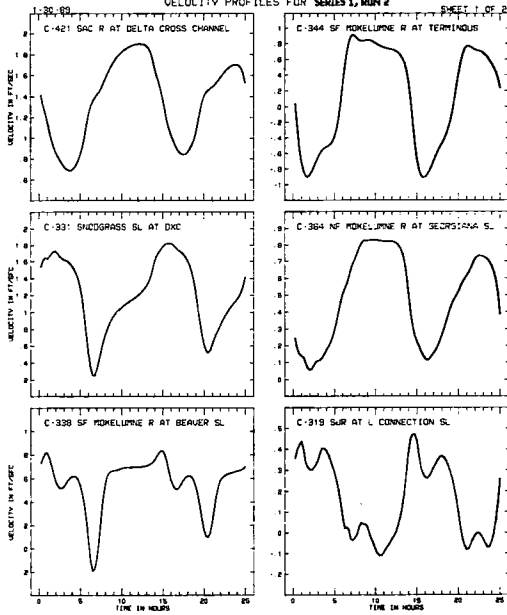 VELOCITY PROFILES FOR SERIES 1, RUN 2
1-30-89
SHEET 1 OF 2
C-421 SAC R AT DELTA CROSS CHANNEL
C-344 SF MOKELUMNE R AT TERMINOUS
VELOCITY IN FT/SEC
C-331 SNODGRASS SL AT DXC
C-364 NF MOKELUMNE R AT GEORGIANA SL
VELOCITY IN FT/SEC
C-338 SF MOKELUMNE R AT BEAVER SL
C-319 SJR AT L CONNECTION SL
VELOCITY IN FT/SEC
0 5 10 15 20 25
0 5 10 15 20 25
TIME IN HOURS
TIME IN HOURS